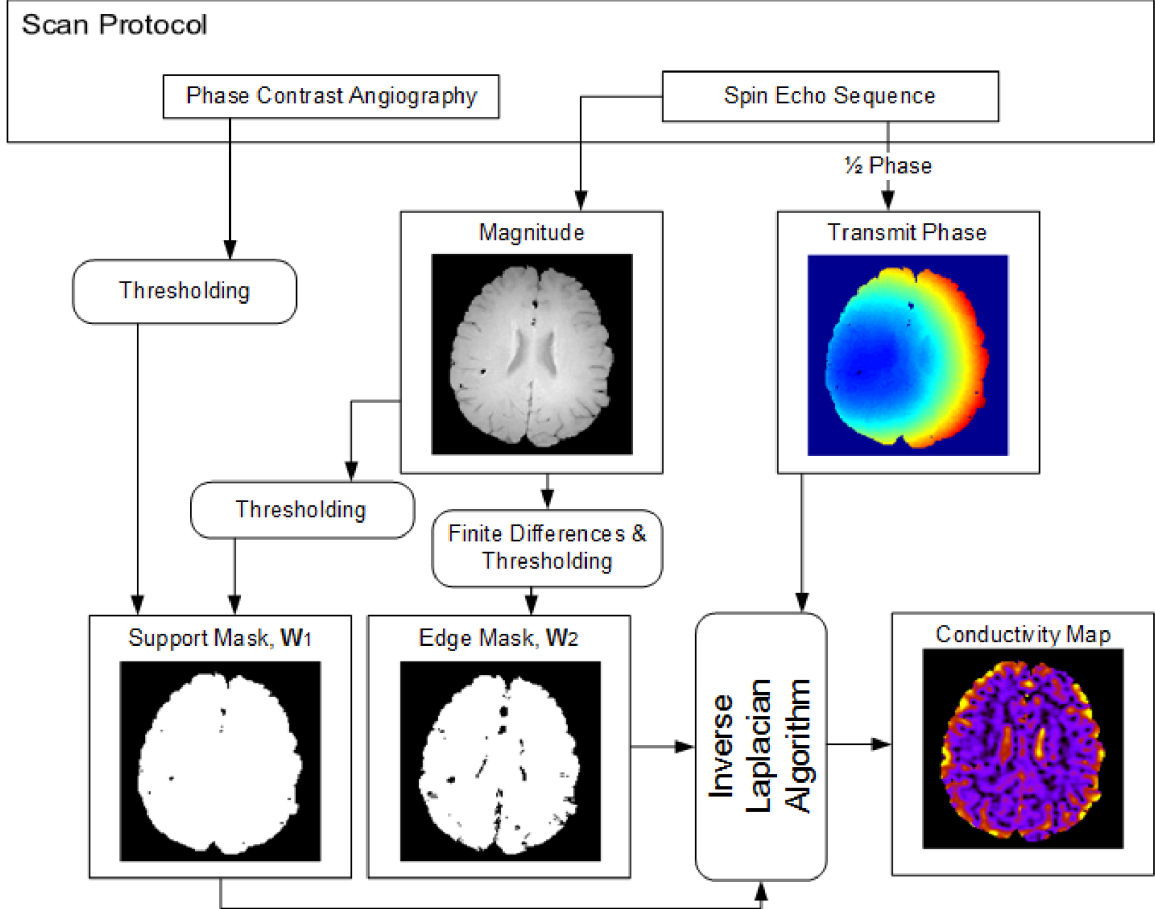 Scan Protocol
Phase Contrast Angiography
Spin Echo Sequence
½ Phase
Magnitude
Transmit Phase
Thresholding
Thresholding
Finite Differences &
Thresholding
Support Mask, W1
Edge Mask, W2
Inverse
Laplacian
Algorithm
Conductivity Map